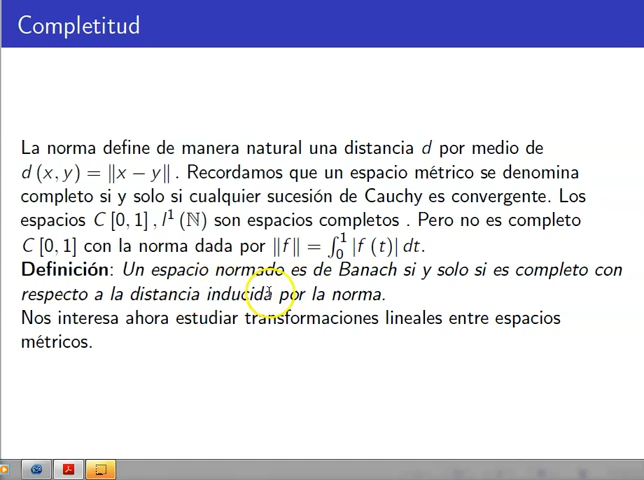 Completitud
La norma define de manera natural una distancia d por medio de
d (x, y) = ‖x − y‖ . Recordamos que un espacio métrico se denomina
completo si y solo si cualquier sucesión de Cauchy es convergente. Los
espacios C [0, 1] , l¹ (ℕ) son espacios completos . Pero no es completo
C [0, 1] con la norma dada por ‖f‖ = ∫₀¹ |f (t)| dt.
Definición: Un espacio normado es de Banach si y solo si es completo con
respecto a la distancia inducida por la norma.
Nos interesa ahora estudiar transformaciones lineales entre espacios
métricos.